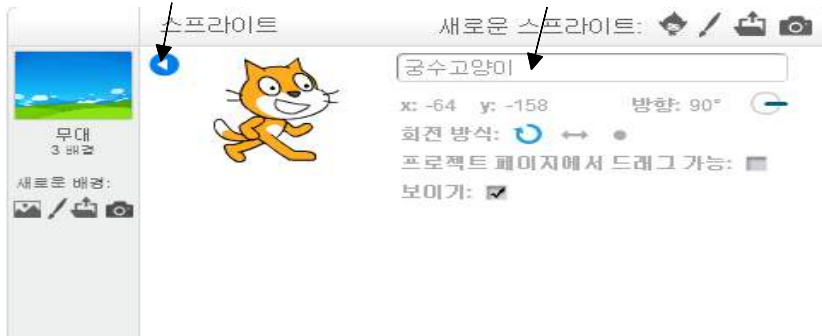 스프라이트 새로운 스프라이트:
궁수고양이
x: -64 y: -158 방향: 90°
회전 방식:
프로젝트 페이지에서 드래그 가능:
보이기:
무대
3 배경
새로운 배경: